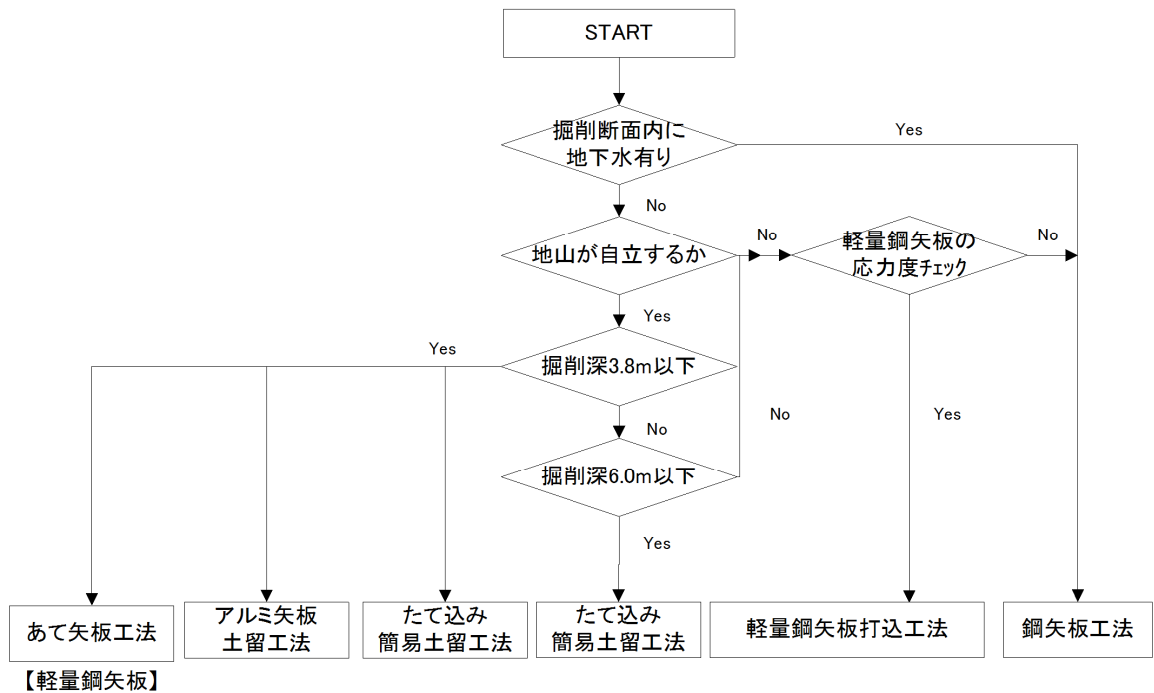 START
掘削断面内に
地下水有り
Yes
No
地山が自立するか
No
軽量鋼矢板の
応力度チェック
No
Yes
Yes
掘削深3.8m以下
No
Yes
No
掘削深6.0m以下
Yes
あて矢板工法
【軽量鋼矢板】
アルミ矢板
土留工法
たて込み
簡易土留工法
たて込み
簡易土留工法
軽量鋼矢板打込工法
鋼矢板工法